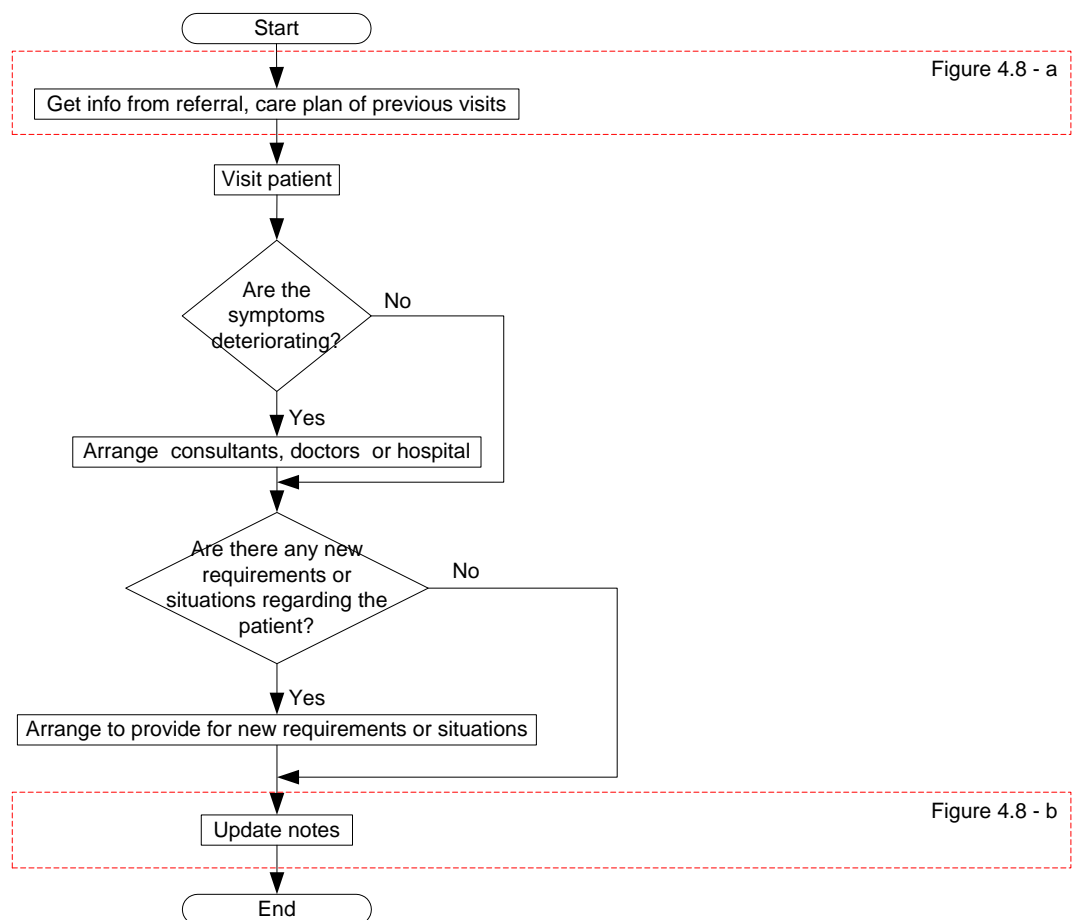 Start
Figure 4.8 - a
Get info from referral, care plan of previous visits
Visit patient
Are the
symptoms
deteriorating?
No
Yes
Arrange  consultants, doctors  or hospital
Are there any new
requirements or
situations regarding the
patient?
No
Yes
Arrange to provide for new requirements or situations
Figure 4.8 - b
Update notes
End